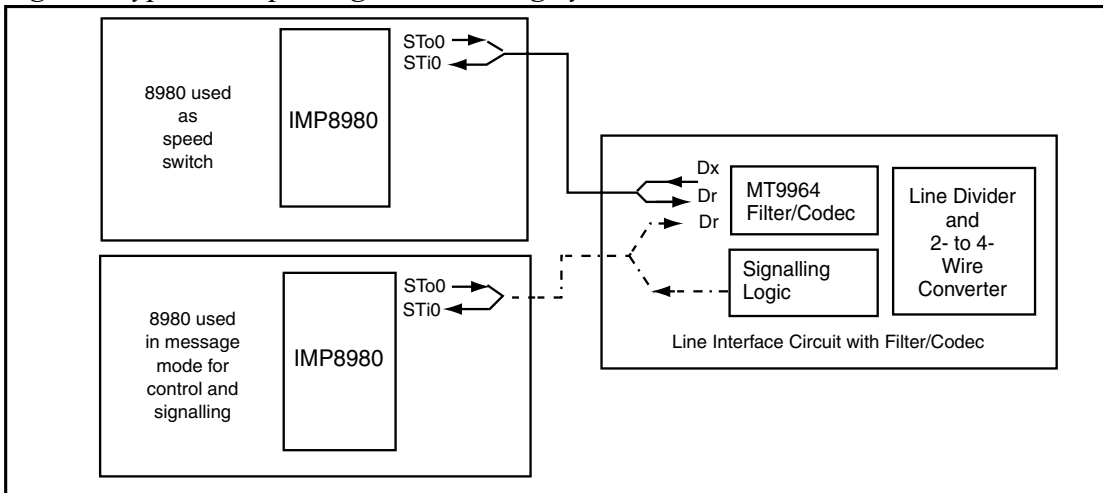 8980 used
as
speed
switch
IMP8980
STo0
STi0
8980 used
in message
mode for
control and
signalling
IMP8980
STo0
STi0
Dx
Dr
Dr
MT9964
Filter/Codec
Signalling
Logic
Line Divider
and
2- to 4-
Wire
Converter
Line Interface Circuit with Filter/Codec